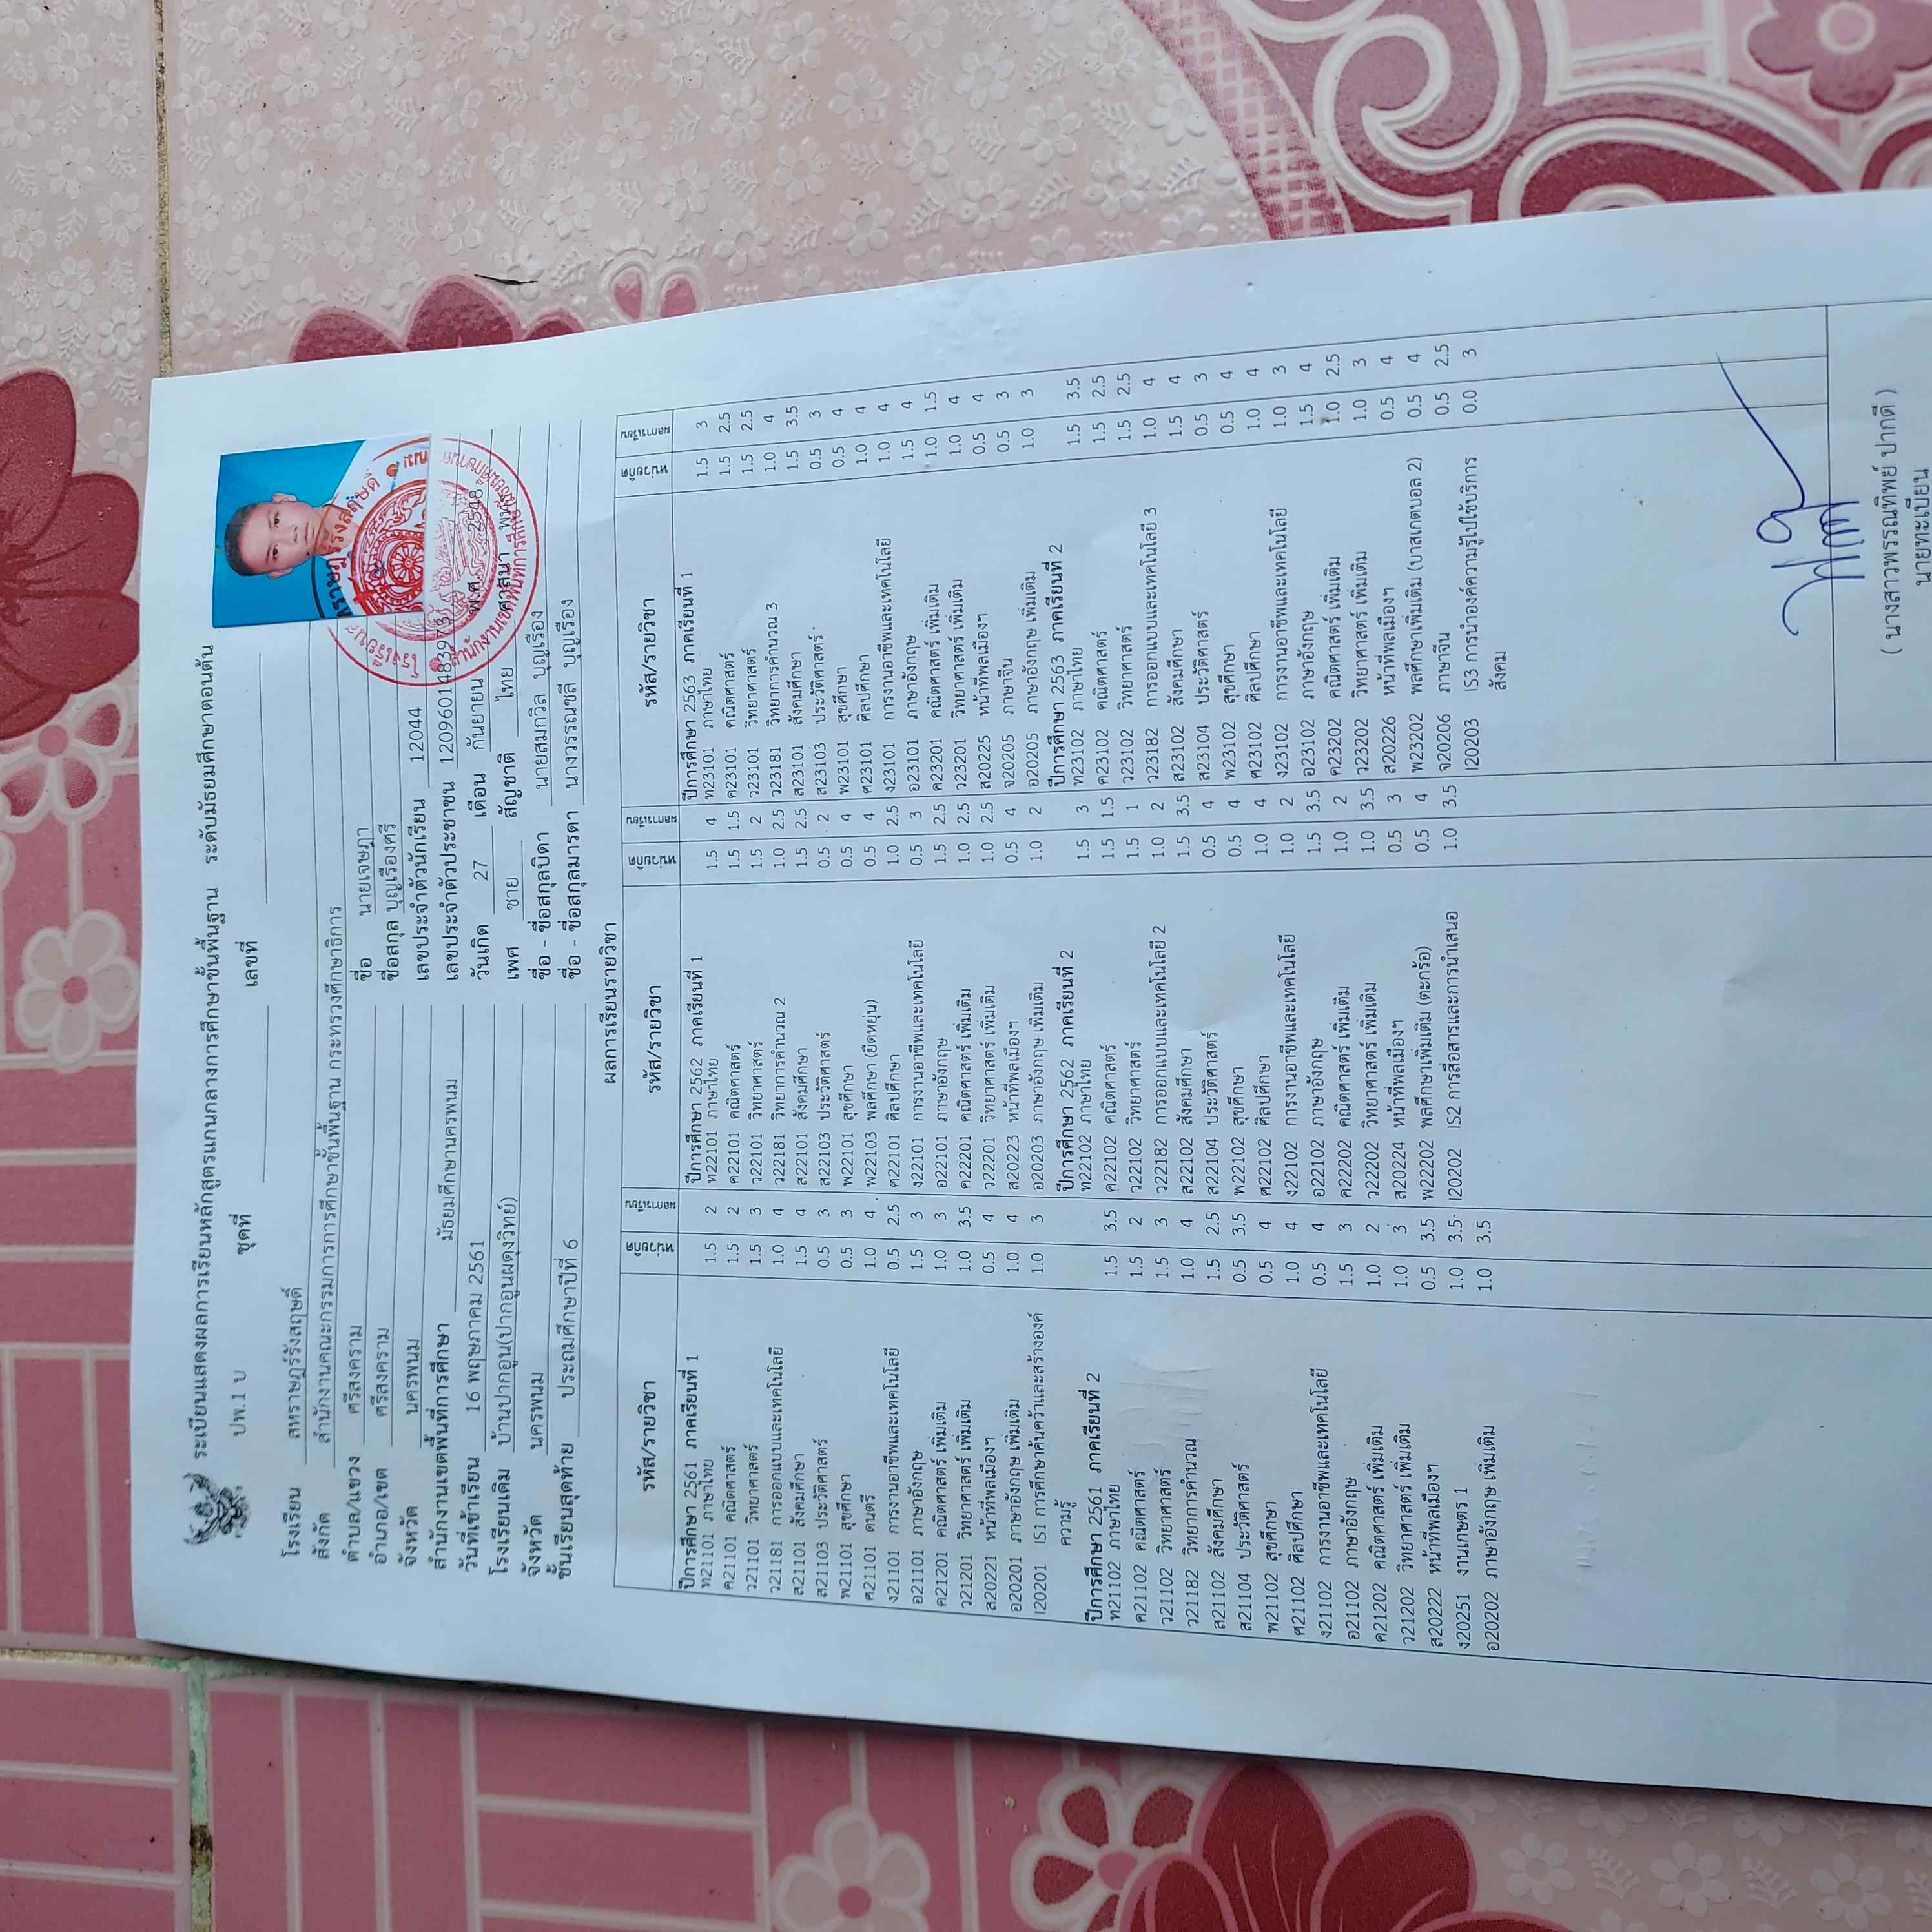 ระเบียนแสดงผลการเรียนหลักสูตรแกนกลางการศึกษาขั้นพื้นฐาน ระดับมัธยมศึกษาตอนต้น
ปพ.1 บ ชุดที่ เลขที่
โรงเรียน สหราษฎร์รังสฤษดิ์
สังกัด สำนักงานคณะกรรมการการศึกษาขั้นพื้นฐาน กระทรวงศึกษาธิการ
ตำบล/แขวง ศรีสงคราม
อำเภอ/เขต ศรีสงคราม
จังหวัด นครพนม
สำนักงานเขตพื้นที่การศึกษา มัธยมศึกษานครพนม
วันที่เข้าเรียน 16 พฤษภาคม 2561
โรงเรียนเดิม บ้านปากอูน(ปากอูนผดุงวิทย์)
จังหวัด นครพนม
ชั้นเรียนสุดท้าย ประถมศึกษาปีที่ 6
ชื่อ นายเจษฎา
ชื่อสกุล บุญเรืองศรี
เลขประจำตัวนักเรียน 12044
เลขประจำตัวประชาชน 1209601483973
วันเกิด 27 เดือน กันยายน พ.ศ. 2548
เพศ ชาย สัญชาติ ไทย ศาสนา พุทธ
ชื่อ - ชื่อสกุลบิดา นายสมกวิล บุญเรือง
ชื่อ - ชื่อสกุลมารดา นางวรรณชลี บุญเรือง
ผลการเรียนรายวิชา
รหัส/รายวิชา หน่วยกิต ผลการเรียน
ปีการศึกษา 2561 ภาคเรียนที่ 1
ท21101 ภาษาไทย 1.5 2
ค21101 คณิตศาสตร์ 1.5 2
ว21101 วิทยาศาสตร์ 1.5 3
ว21181 การออกแบบและเทคโนโลยี 1.0 4
ส21101 สังคมศึกษา 1.5 4
ส21103 ประวัติศาสตร์ 0.5 3
พ21101 สุขศึกษา 0.5 3
ศ21101 ดนตรี 1.0 4
ง21101 การงานอาชีพและเทคโนโลยี 0.5 2.5
อ21101 ภาษาอังกฤษ 1.5 3
ค21201 คณิตศาสตร์ เพิ่มเติม 1.0 3
ว21201 วิทยาศาสตร์ เพิ่มเติม 1.0 3.5
ส20221 หน้าที่พลเมืองฯ 0.5 4
อ20201 ภาษาอังกฤษ เพิ่มเติม 1.0 4
I20201 IS1 การศึกษาค้นคว้าและสร้างองค์ 1.0 3
ความรู้
ปีการศึกษา 2561 ภาคเรียนที่ 2
ท21102 ภาษาไทย 1.5 3.5
ค21102 คณิตศาสตร์ 1.5 2
ว21102 วิทยาศาสตร์ 1.5 3
ว21182 วิทยาการคำนวณ 1.0 4
ส21102 สังคมศึกษา 1.5 2.5
ส21104 ประวัติศาสตร์ 0.5 3.5
พ21102 สุขศึกษา 0.5 4
ศ21102 ศิลปศึกษา 1.0 4
ง21102 การงานอาชีพและเทคโนโลยี 0.5 4
อ21102 ภาษาอังกฤษ 1.5 3
ค21202 คณิตศาสตร์ เพิ่มเติม 1.0 2
ว21202 วิทยาศาสตร์ เพิ่มเติม 1.0 3
ส20222 หน้าที่พลเมืองฯ 0.5 3.5
ง20251 งานเกษตร 1 1.0 3.5
อ20202 ภาษาอังกฤษ เพิ่มเติม 1.0 3.5
รหัส/รายวิชา หน่วยกิต ผลการเรียน
ปีการศึกษา 2562 ภาคเรียนที่ 1
ท22101 ภาษาไทย 1.5 4
ค22101 คณิตศาสตร์ 1.5 1.5
ว22101 วิทยาศาสตร์ 1.5 2
ว22181 วิทยาการคำนวณ 2 1.0 2.5
ส22101 สังคมศึกษา 1.5 2.5
ส22103 ประวัติศาสตร์ 0.5 2
พ22101 สุขศึกษา 0.5 4
พ22103 พลศึกษา (ยืดหยุ่น) 0.5 4
ศ22101 ศิลปศึกษา 1.0 2.5
ง22101 การงานอาชีพและเทคโนโลยี 0.5 3
อ22101 ภาษาอังกฤษ 1.5 2.5
ค22201 คณิตศาสตร์ เพิ่มเติม 1.0 2.5
ว22201 วิทยาศาสตร์ เพิ่มเติม 1.0 2.5
ส20223 หน้าที่พลเมืองฯ 0.5 4
อ20203 ภาษาอังกฤษ เพิ่มเติม 1.0 2
ปีการศึกษา 2562 ภาคเรียนที่ 2
ท22102 ภาษาไทย 1.5 3
ค22102 คณิตศาสตร์ 1.5 1.5
ว22102 วิทยาศาสตร์ 1.5 1
ว22182 การออกแบบและเทคโนโลยี 2 1.0 2
ส22102 สังคมศึกษา 1.5 3.5
ส22104 ประวัติศาสตร์ 0.5 4
พ22102 สุขศึกษา 0.5 4
ศ22102 ศิลปศึกษา 1.0 4
ง22102 การงานอาชีพและเทคโนโลยี 1.0 2
อ22102 ภาษาอังกฤษ 1.5 3.5
ค22202 คณิตศาสตร์ เพิ่มเติม 1.0 2
ว22202 วิทยาศาสตร์ เพิ่มเติม 1.0 3.5
ส20224 หน้าที่พลเมืองฯ 0.5 3
พ22202 พลศึกษาเพิ่มเติม (ตะกร้อ) 0.5 4
I20202 IS2 การสื่อสารและการนำเสนอ 1.0 3.5
รหัส/รายวิชา หน่วยกิต ผลการเรียน
ปีการศึกษา 2563 ภาคเรียนที่ 1
ท23101 ภาษาไทย 1.5 3
ค23101 คณิตศาสตร์ 1.5 2.5
ว23101 วิทยาศาสตร์ 1.5 2.5
ว23181 วิทยาการคำนวณ 3 1.0 4
ส23101 สังคมศึกษา 1.5 3.5
ส23103 ประวัติศาสตร์ 0.5 3
พ23101 สุขศึกษา 0.5 4
ศ23101 ศิลปศึกษา 1.0 4
ง23101 การงานอาชีพและเทคโนโลยี 1.0 4
อ23101 ภาษาอังกฤษ 1.5 4
ค23201 คณิตศาสตร์ เพิ่มเติม 1.0 1.5
ว23201 วิทยาศาสตร์ เพิ่มเติม 1.0 4
ส20225 หน้าที่พลเมืองฯ 0.5 4
จ20205 ภาษาจีน 0.5 3
อ20205 ภาษาอังกฤษ เพิ่มเติม 1.0 3
ปีการศึกษา 2563 ภาคเรียนที่ 2
ท23102 ภาษาไทย 1.5 3.5
ค23102 คณิตศาสตร์ 1.5 2.5
ว23102 วิทยาศาสตร์ 1.5 2.5
ว23182 การออกแบบและเทคโนโลยี 3 1.0 4
ส23102 สังคมศึกษา 1.5 4
ส23104 ประวัติศาสตร์ 0.5 3
พ23102 สุขศึกษา 0.5 4
ศ23102 ศิลปศึกษา 1.0 4
ง23102 การงานอาชีพและเทคโนโลยี 1.0 3
อ23102 ภาษาอังกฤษ 1.5 4
ค23202 คณิตศาสตร์ เพิ่มเติม 1.0 2.5
ว23202 วิทยาศาสตร์ เพิ่มเติม 1.0 3
ส20226 หน้าที่พลเมืองฯ 0.5 4
พ23202 พลศึกษาเพิ่มเติม (บาสเกตบอล 2) 0.5 4
จ20206 ภาษาจีน 0.5 2.5
I20203 IS3 การนำองค์ความรู้ไปใช้บริการ 0.0 3
สังคม
( นางสาวพรรณทิพย์ ปากดี )
นายทะเบียน